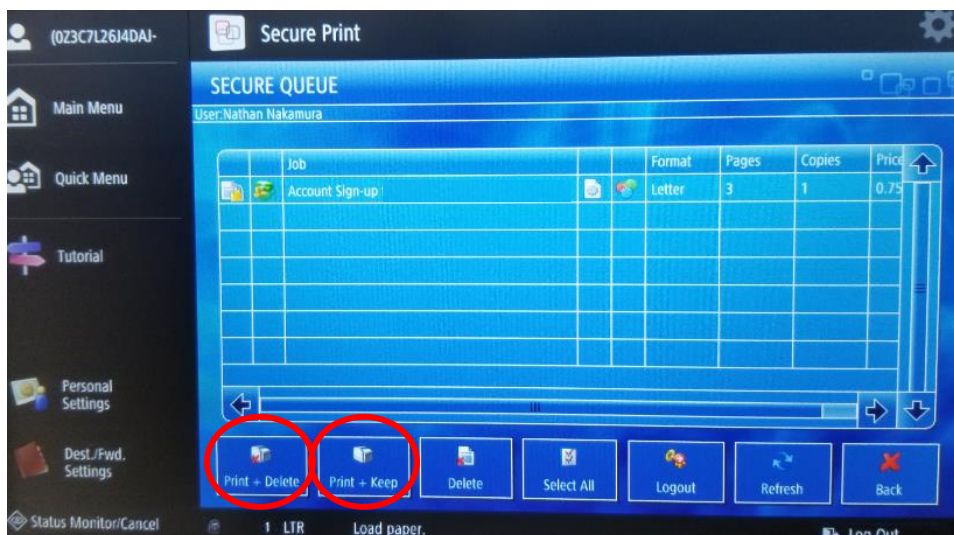 (0Z3C7L26J4DAJ-
Secure Print
Main Menu
Quick Menu
Tutorial
Personal
Settings
Dest./Fwd.
Settings
Status Monitor/Cancel
SECURE QUEUE
User:Nathan Nakamura
Job Format Pages Copies Price
Account Sign-up Letter 3 1 0.75
Print + Delete Print + Keep Delete Select All Logout Refresh Back
1 LTR Load paper. Log Out